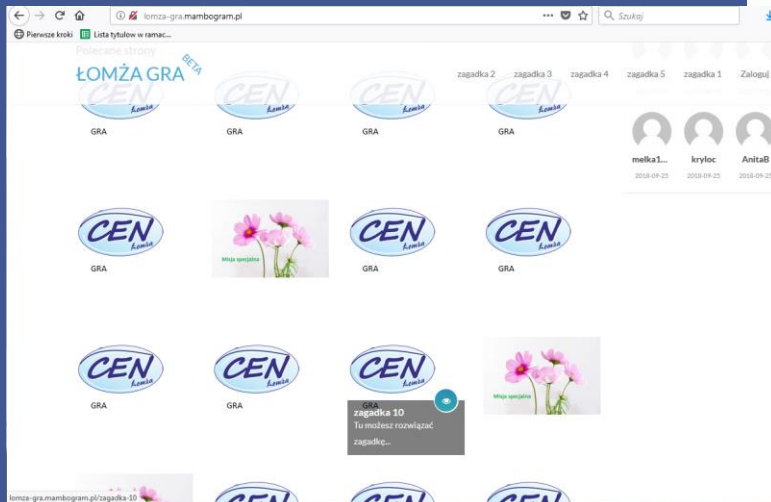 lomza-gra.mambogram.pl
Szukaj
Pierwsze kroki
Lista tytułow w ramac...
Polecane strony
ŁOMŻA GRA BETA
zagadka 2 zagadka 3 zagadka 4 zagadka 5 zagadka 1 Zaloguj
Łomża Łomża Łomża Łomża
GRA GRA GRA GRA
melka1... kryloc AnitaB
2018-09-25 2018-09-25 2018-09-25
CEN Łomża
Misja specjalna
CEN Łomża
CEN Łomża
GRA GRA GRA
CEN Łomża
CEN Łomża
CEN Łomża
Misja specjalna
GRA GRA GRA
zagadka 10
Tu możesz rozwiązać
zagadkę...
CEN CEN CEN
lomza-gra.mambogram.pl/zagadka-10